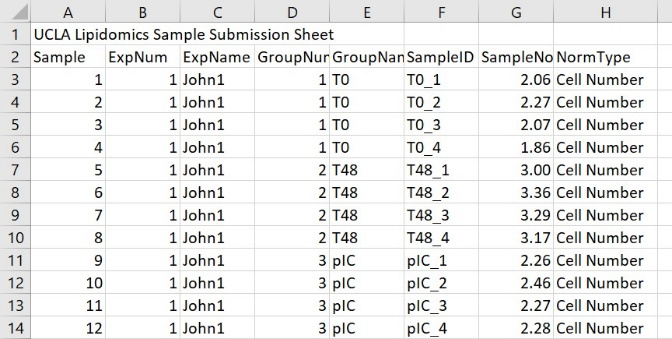 A B C D E F G H
1 UCLA Lipidomics Sample Submission Sheet
2 Sample ExpNum ExpName GroupNur GroupNan SampleID SampleNo NormType
3 1 1 John1 1 T0 T0_1 2.06 Cell Number
4 2 1 John1 1 T0 T0_2 2.27 Cell Number
5 3 1 John1 1 T0 T0_3 2.07 Cell Number
6 4 1 John1 1 T0 T0_4 1.86 Cell Number
7 5 1 John1 2 T48 T48_1 3.00 Cell Number
8 6 1 John1 2 T48 T48_2 3.36 Cell Number
9 7 1 John1 2 T48 T48_3 3.29 Cell Number
10 8 1 John1 2 T48 T48_4 3.17 Cell Number
11 9 1 John1 3 pIC pIC_1 2.26 Cell Number
12 10 1 John1 3 pIC pIC_2 2.46 Cell Number
13 11 1 John1 3 pIC pIC_3 2.27 Cell Number
14 12 1 John1 3 pIC pIC_4 2.28 Cell Number